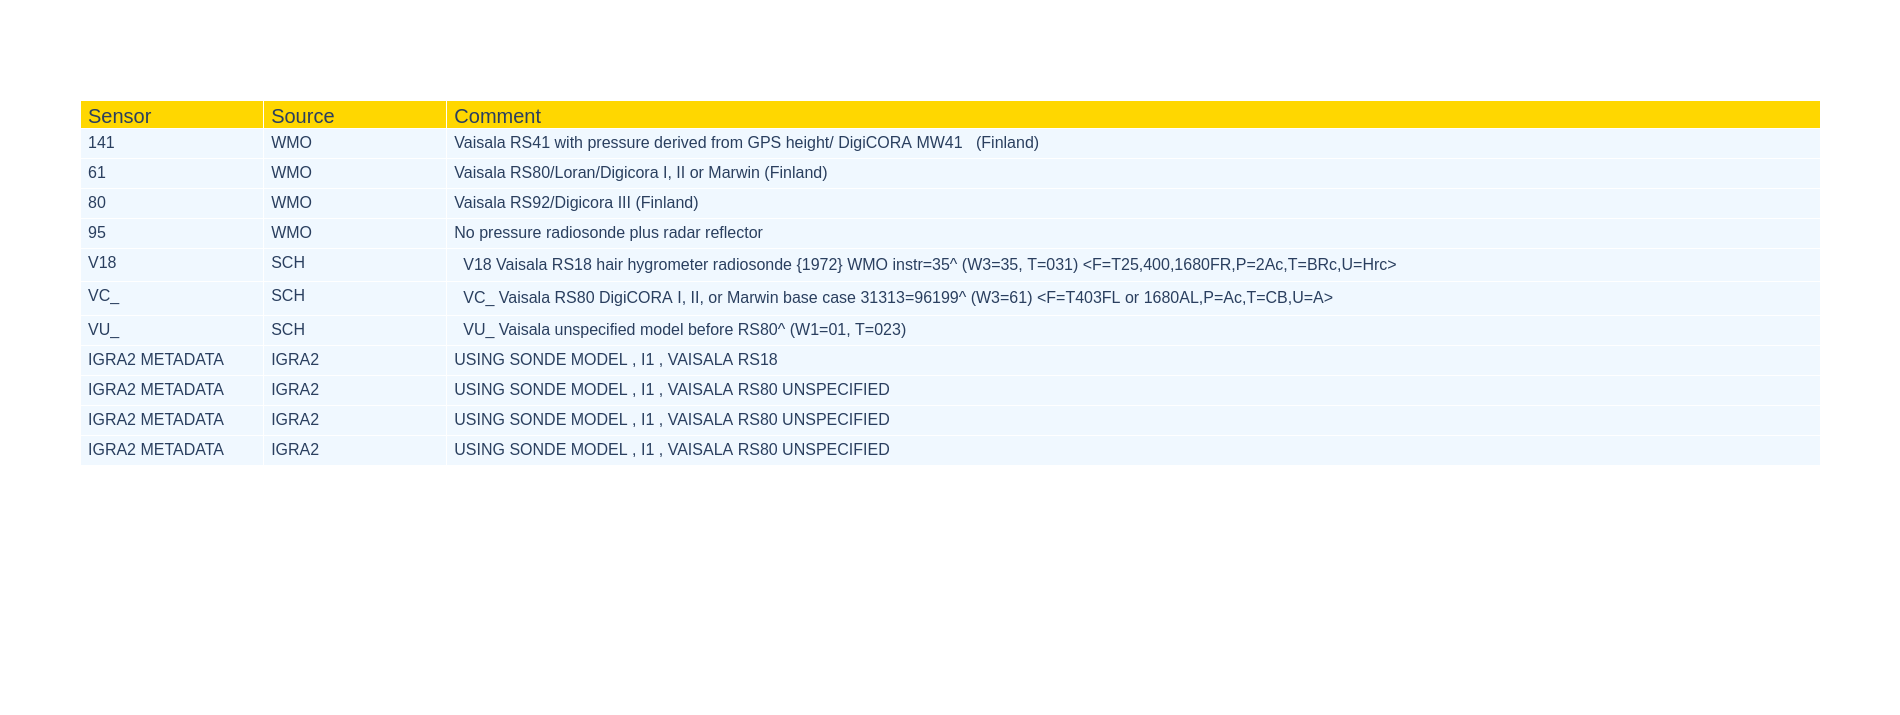 Sensor Source Comment
141 WMO Vaisala RS41 with pressure derived from GPS height/ DigiCORA MW41   (Finland)
61 WMO Vaisala RS80/Loran/Digicora I, II or Marwin (Finland)
80 WMO Vaisala RS92/Digicora III (Finland)
95 WMO No pressure radiosonde plus radar reflector
V18 SCH V18 Vaisala RS18 hair hygrometer radiosonde {1972} WMO instr=35^ (W3=35, T=031) <F=T25,400,1680FR,P=2Ac,T=BRc,U=Hrc>
VC_ SCH VC_ Vaisala RS80 DigiCORA I, II, or Marwin base case 31313=96199^ (W3=61) <F=T403FL or 1680AL,P=Ac,T=CB,U=A>
VU_ SCH VU_ Vaisala unspecified model before RS80^ (W1=01, T=023)
IGRA2 METADATA IGRA2 USING SONDE MODEL , I1 , VAISALA RS18
IGRA2 METADATA IGRA2 USING SONDE MODEL , I1 , VAISALA RS80 UNSPECIFIED
IGRA2 METADATA IGRA2 USING SONDE MODEL , I1 , VAISALA RS80 UNSPECIFIED
IGRA2 METADATA IGRA2 USING SONDE MODEL , I1 , VAISALA RS80 UNSPECIFIED